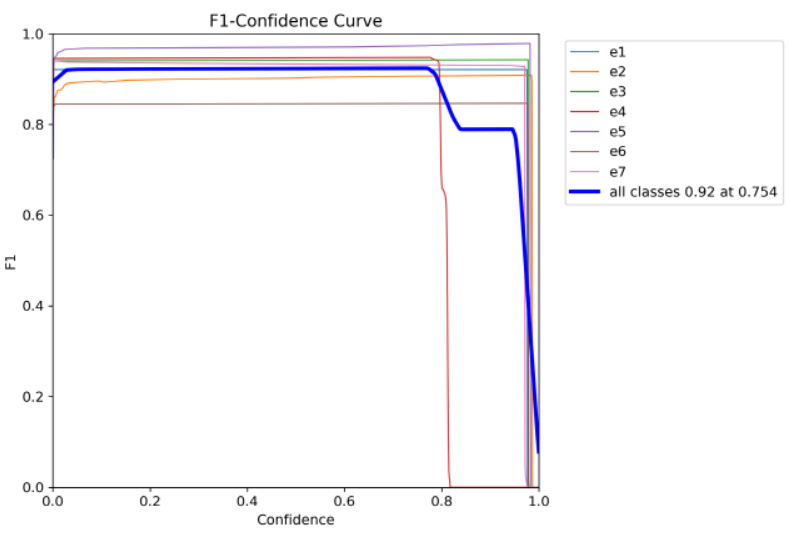 F1-Confidence Curve
1.0
0.8
0.6
0.4
0.2
0.0
F1
0.0 0.2 0.4 0.6 0.8 1.0
Confidence
e1
e2
e3
e4
e5
e6
e7
all classes 0.92 at 0.754